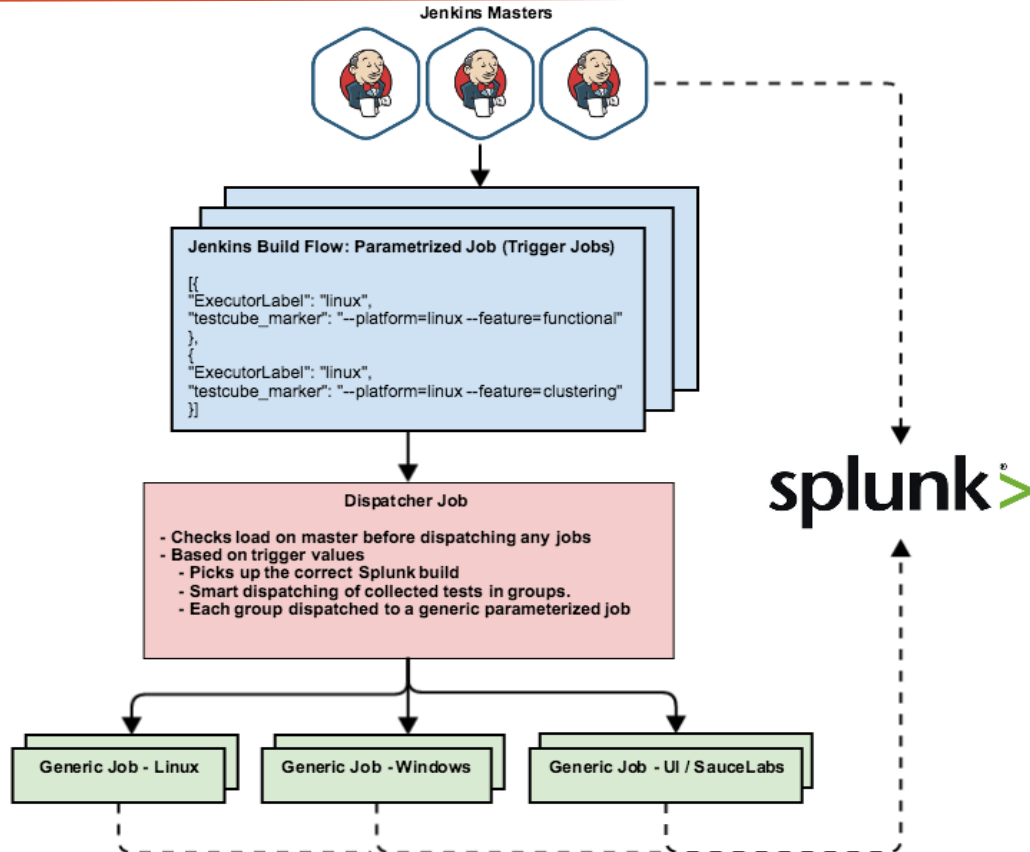 Jenkins Masters
Jenkins Build Flow: Parametrized Job (Trigger Jobs)
[{
"ExecutorLabel": "linux",
"testcube_marker": "--platform=linux --feature=functional"
},
{
"ExecutorLabel": "linux",
"testcube_marker": "--platform=linux --feature=clustering"
}]
splunk®>
Dispatcher Job
- Checks load on master before dispatching any jobs
- Based on trigger values
- Picks up the correct Splunk build
- Smart dispatching of collected tests in groups.
- Each group dispatched to a generic parameterized job
Generic Job - Linux
Generic Job - Windows
Generic Job - UI / SauceLabs